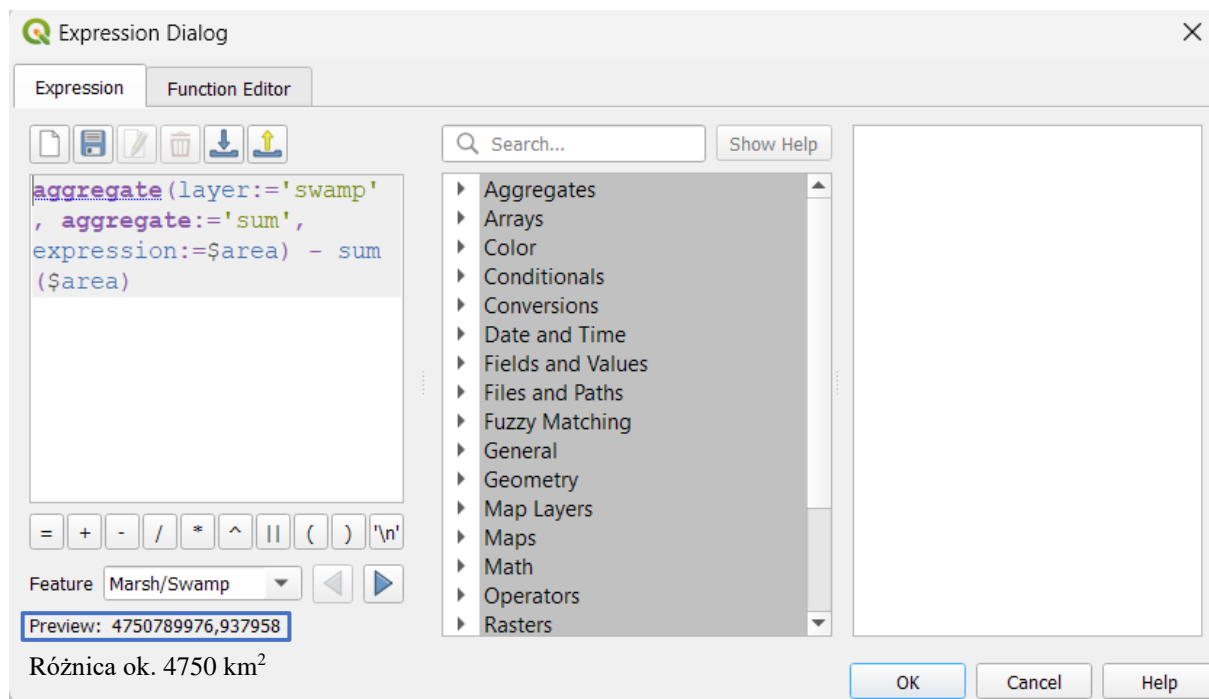 Expression Dialog
Expression
Function Editor
Search...
Show Help
aggregate(layer:='swamp'
, aggregate:='sum',
expression:=$area) - sum
($area)
Aggregates
Arrays
Color
Conditionals
Conversions
Date and Time
Fields and Values
Files and Paths
Fuzzy Matching
General
Geometry
Map Layers
Maps
Math
Operators
Rasters
= + - / * ^ || ( ) '\n'
Feature Marsh/Swamp
Preview: 4750789976,937958
Różnica ok. 4750 km²
OK Cancel Help